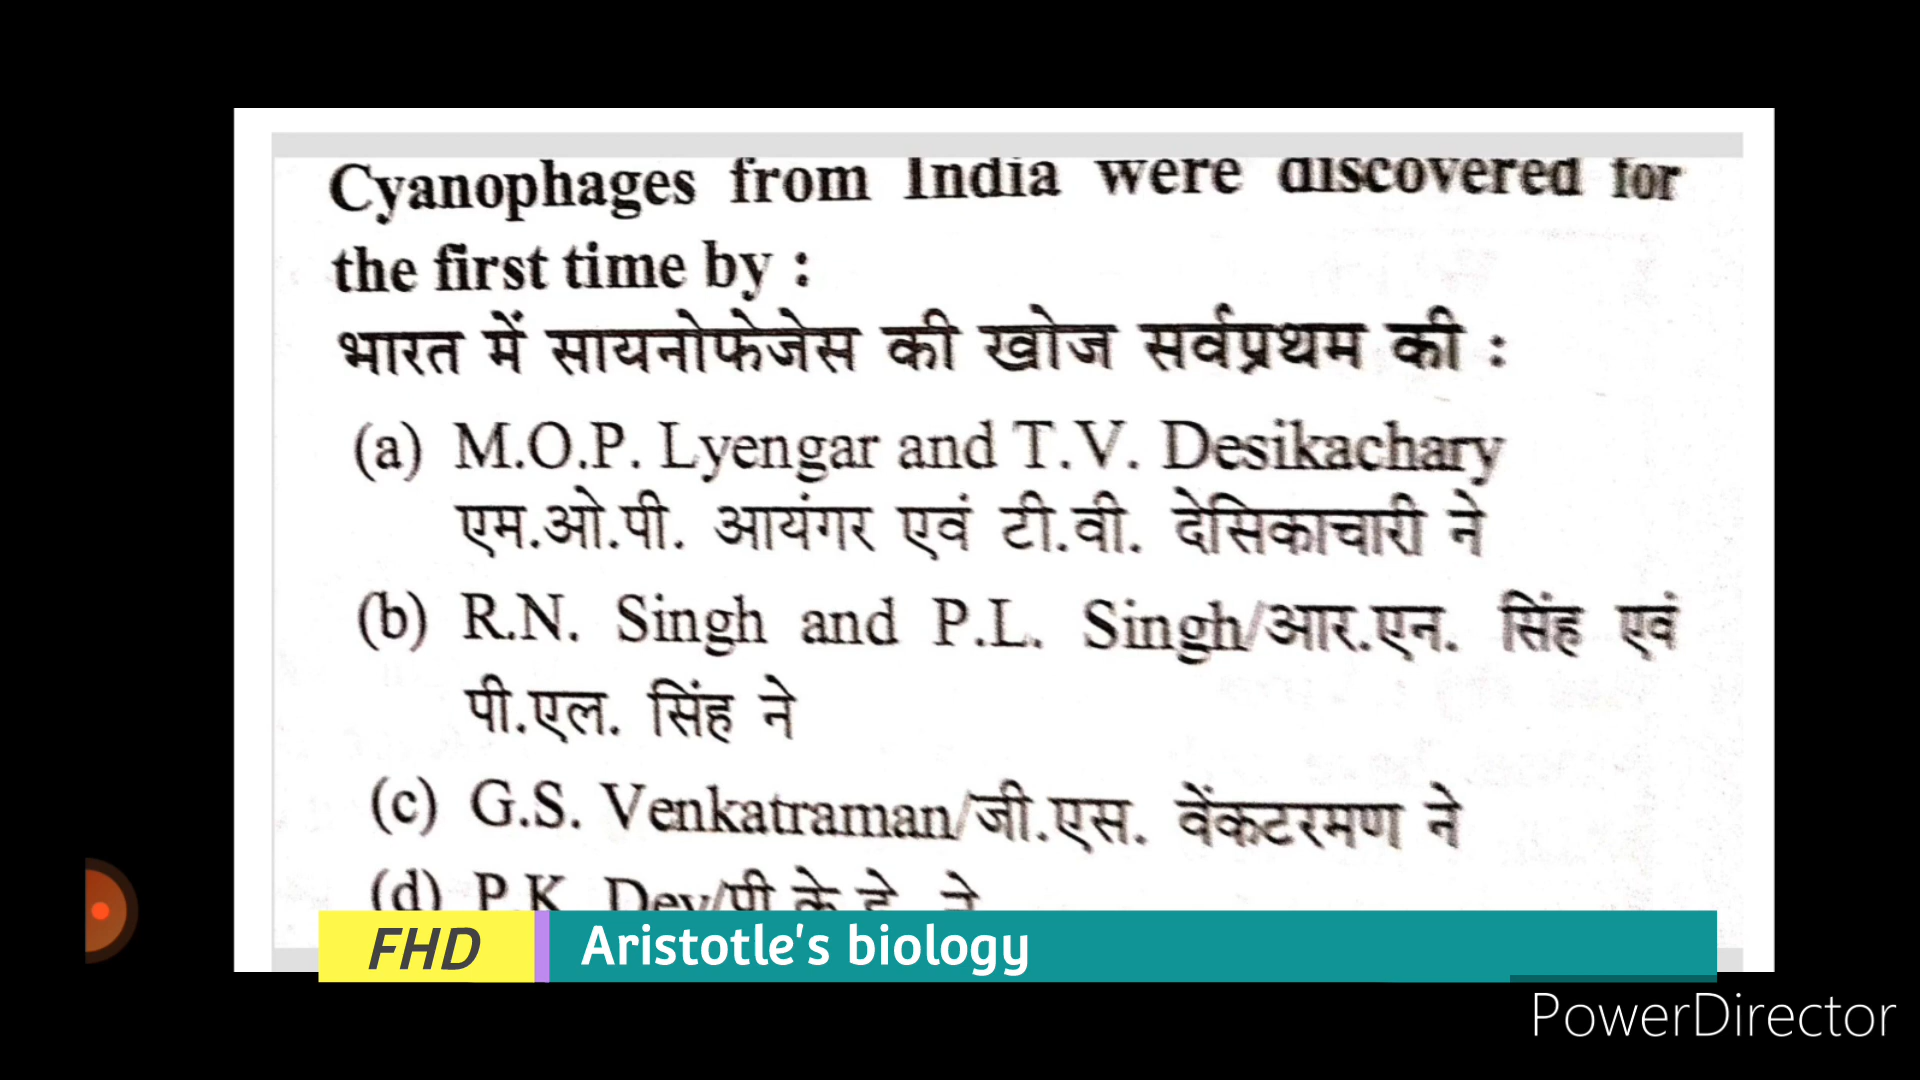 Cyanophages from India were discovered for
the first time by :
भारत में सायनोफेजेस की खोज सर्वप्रथम की :
(a) M.O.P. Lyengar and T.V. Desikachary
एम.ओ.पी. आयंगर एवं टी.वी. देसिकाचारी ने
(b) R.N. Singh and P.L. Singh/आर.एन. सिंह एवं
पी.एल. सिंह ने
(c) G.S. Venkatraman/जी.एस. वेंकटरमण ने
(d) P.K. Dey/पी.के.डे. ने
FHD Aristotle's biology
PowerDirector